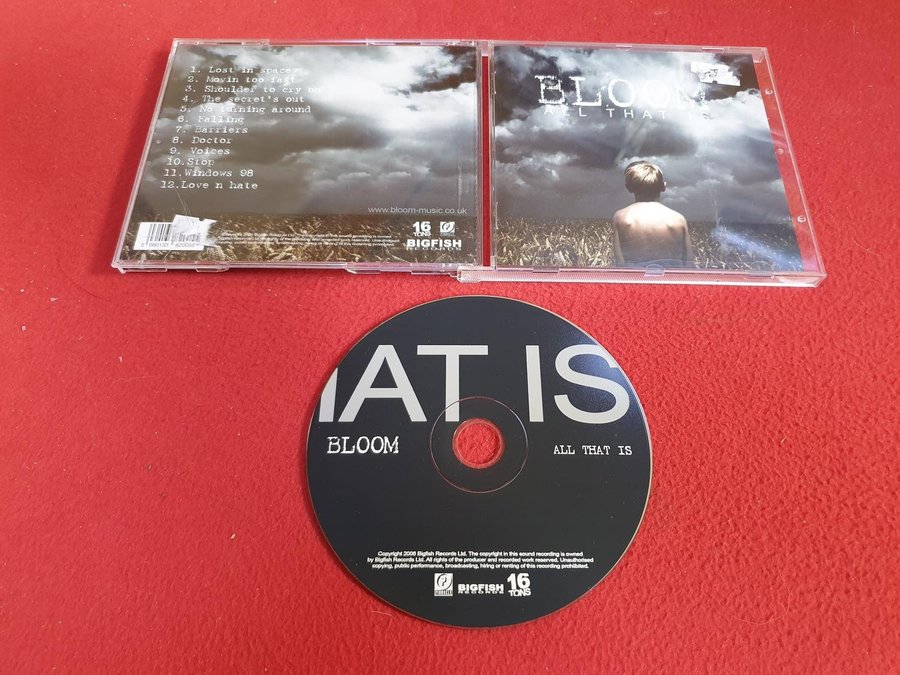 1. Lost in spaces
2. Movin too fast
3. Shoulder to cry on
4. The secret's out
5. No turning around
6. Falling
7. Barriers
8. Doctor
9. Voices
10.Stop
11.Windows 98
12.Love n hate
www.bloom-music.co.uk
16
TONS
BIGFISH
RECORDS
BLOOM
ALL THAT IS
IAT IS
BLOOM
ALL THAT IS
Copyright 2006 Bigfish Records Ltd. The copyright in this sound recording is owned
by Bigfish Records Ltd. All rights of the producer and recorded work reserved. Unauthorised
copying, public performance, broadcasting, hiring or renting of this recording prohibited.
BIGFISH
RECORDS
16
TONS